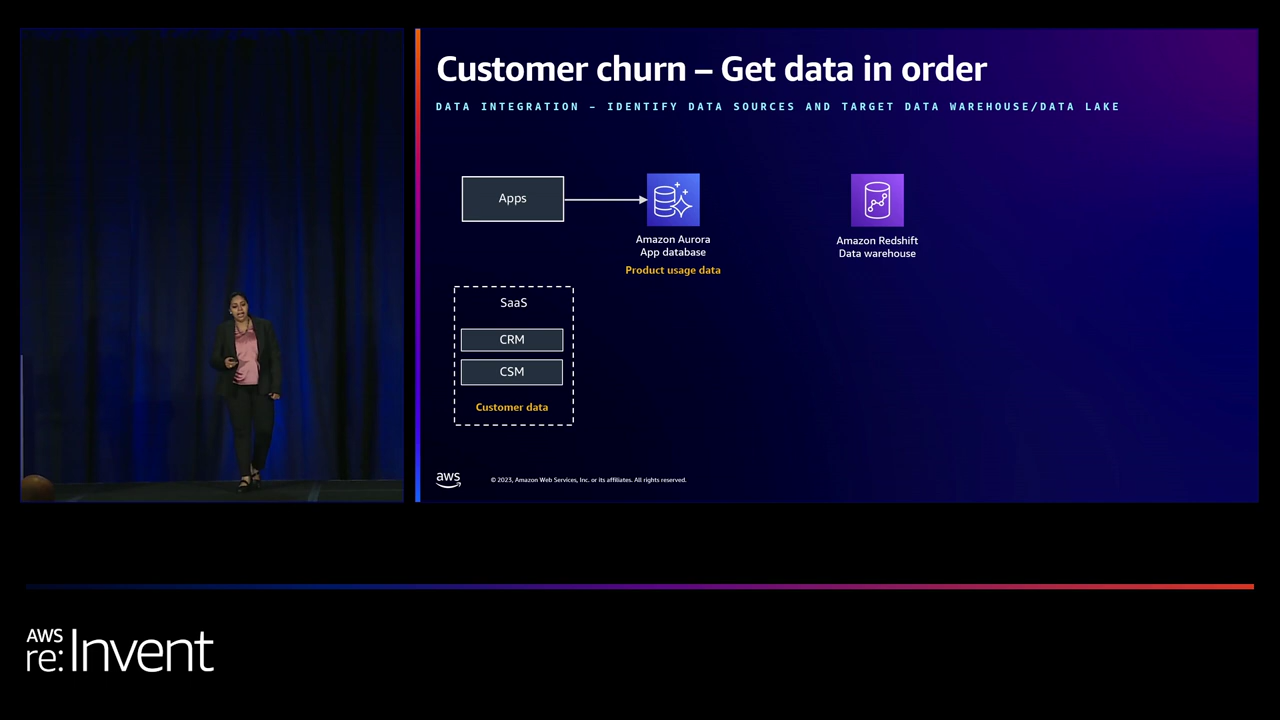 Customer churn – Get data in order
DATA INTEGRATION – IDENTIFY DATA SOURCES AND TARGET DATA WAREHOUSE/DATA LAKE
Apps
Amazon Aurora
App database
Product usage data
Amazon Redshift
Data warehouse
SaaS
CRM
CSM
Customer data
aws
© 2023, Amazon Web Services, Inc. or its affiliates. All rights reserved.
AWS
re:Invent